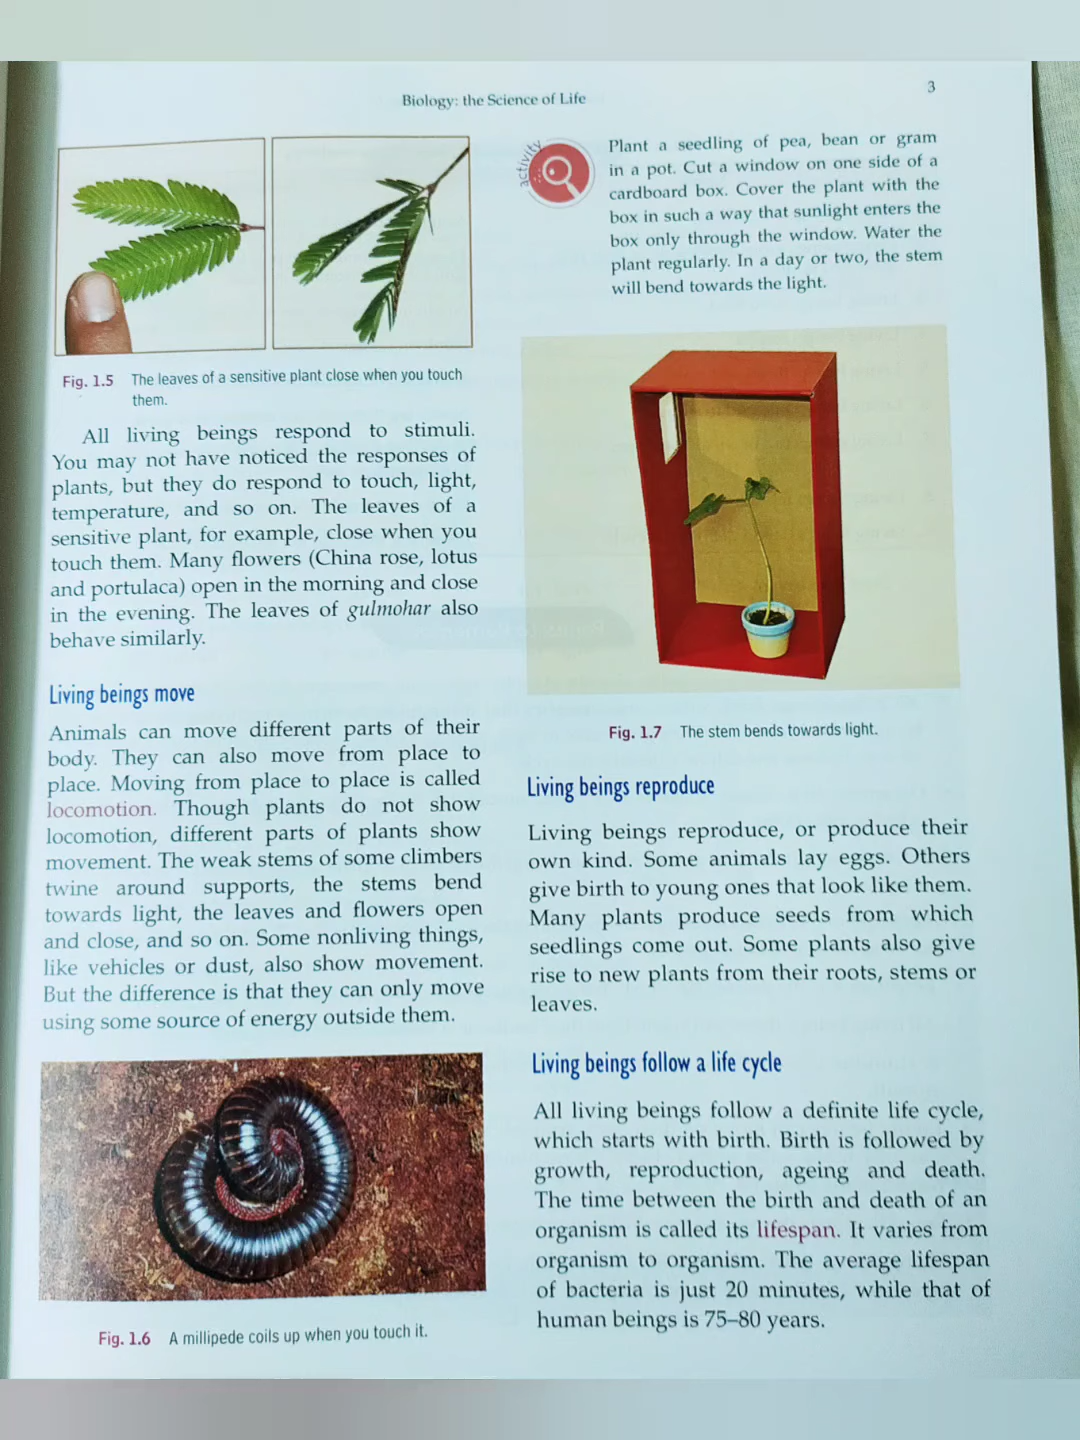 Biology: the Science of Life
3
Fig. 1.5 The leaves of a sensitive plant close when you touch
them.
All living beings respond to stimuli.
You may not have noticed the responses of
plants, but they do respond to touch, light,
temperature, and so on. The leaves of a
sensitive plant, for example, close when you
touch them. Many flowers (China rose, lotus
and portulaca) open in the morning and close
in the evening. The leaves of gulmohar also
behave similarly.
Living beings move
Animals can move different parts of their
body. They can also move from place to
place. Moving from place to place is called
locomotion. Though plants do not show
locomotion, different parts of plants show
movement. The weak stems of some climbers
twine around supports, the stems bend
towards light, the leaves and flowers open
and close, and so on. Some nonliving things,
like vehicles or dust, also show movement.
But the difference is that they can only move
using some source of energy outside them.
Fig. 1.6 A millipede coils up when you touch it.
activity
Plant a seedling of pea, bean or gram
in a pot. Cut a window on one side of a
cardboard box. Cover the plant with the
box in such a way that sunlight enters the
box only through the window. Water the
plant regularly. In a day or two, the stem
will bend towards the light.
Fig. 1.7 The stem bends towards light.
Living beings reproduce
Living beings reproduce, or produce their
own kind. Some animals lay eggs. Others
give birth to young ones that look like them.
Many plants produce seeds from which
seedlings come out. Some plants also give
rise to new plants from their roots, stems or
leaves.
Living beings follow a life cycle
All living beings follow a definite life cycle,
which starts with birth. Birth is followed by
growth, reproduction, ageing and death.
The time between the birth and death of an
organism is called its lifespan. It varies from
organism to organism. The average lifespan
of bacteria is just 20 minutes, while that of
human beings is 75–80 years.